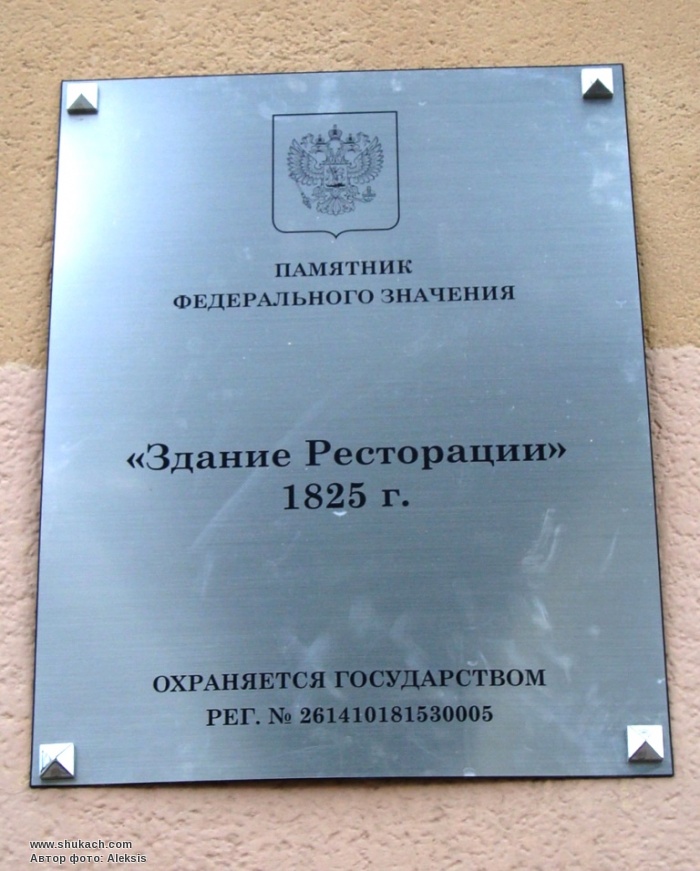 ПАМЯТНИК
ФЕДЕРАЛЬНОГО ЗНАЧЕНИЯ
«Здание Ресторации»
1825 г.
ОХРАНЯЕТСЯ ГОСУДАРСТВОМ
РЕГ. № 261410181530005
www.shukach.com
Автор фото: Aleksis